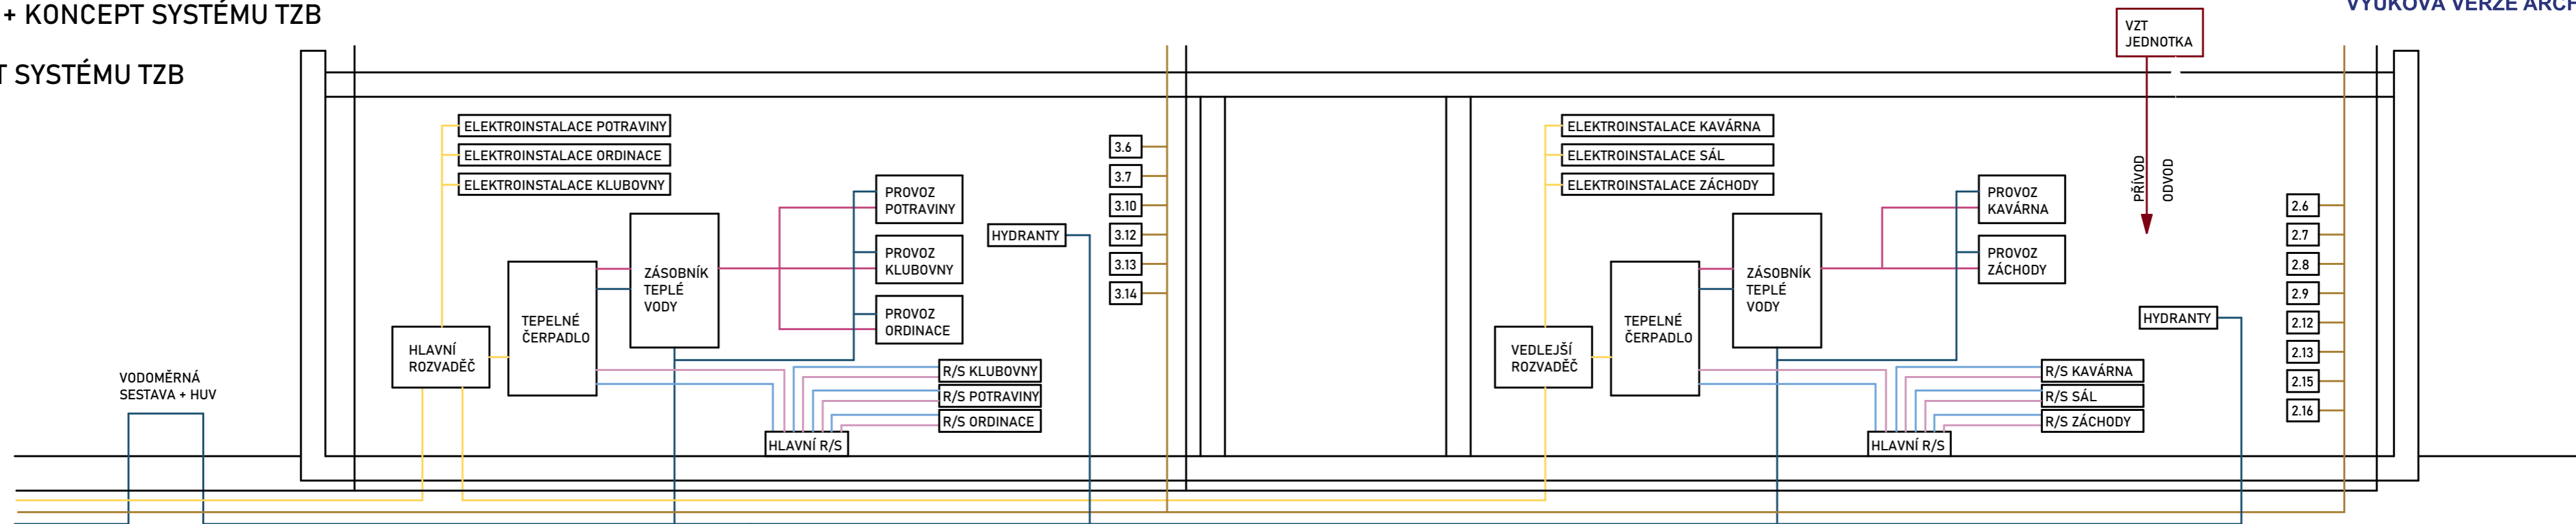 + KONCEPT SYSTÉMU TZB
SYSTÉMU TZB
VODOMĚRNÁ
SESTAVA + HUV
ELEKTROINSTALACE POTRAVINY
ELEKTROINSTALACE ORDINACE
ELEKTROINSTALACE KLUBOVNY
HLAVNÍ
ROZVADĚČ
TEPELNÉ
ČERPADLO
ZÁSOBNÍK
TEPLÉ
VODY
PROVOZ
POTRAVINY
PROVOZ
KLUBOVNY
PROVOZ
ORDINACE
R/S KLUBOVNY
R/S POTRAVINY
R/S ORDINACE
HLAVNÍ R/S
HYDRANTY
3.6
3.7
3.10
3.12
3.13
3.14
ELEKTROINSTALACE KAVÁRNA
ELEKTROINSTALACE SÁL
ELEKTROINSTALACE ZÁCHODY
VEDLEJŠÍ
ROZVADĚČ
TEPELNÉ
ČERPADLO
ZÁSOBNÍK
TEPLÉ
VODY
PROVOZ
KAVÁRNA
PROVOZ
ZÁCHODY
R/S KAVÁRNA
R/S SÁL
R/S ZÁCHODY
HLAVNÍ R/S
VZT
JEDNOTKA
PŘÍVOD
ODVOD
HYDRANTY
2.6
2.7
2.8
2.9
2.12
2.13
2.15
2.16
VÝUKOVÁ VERZE